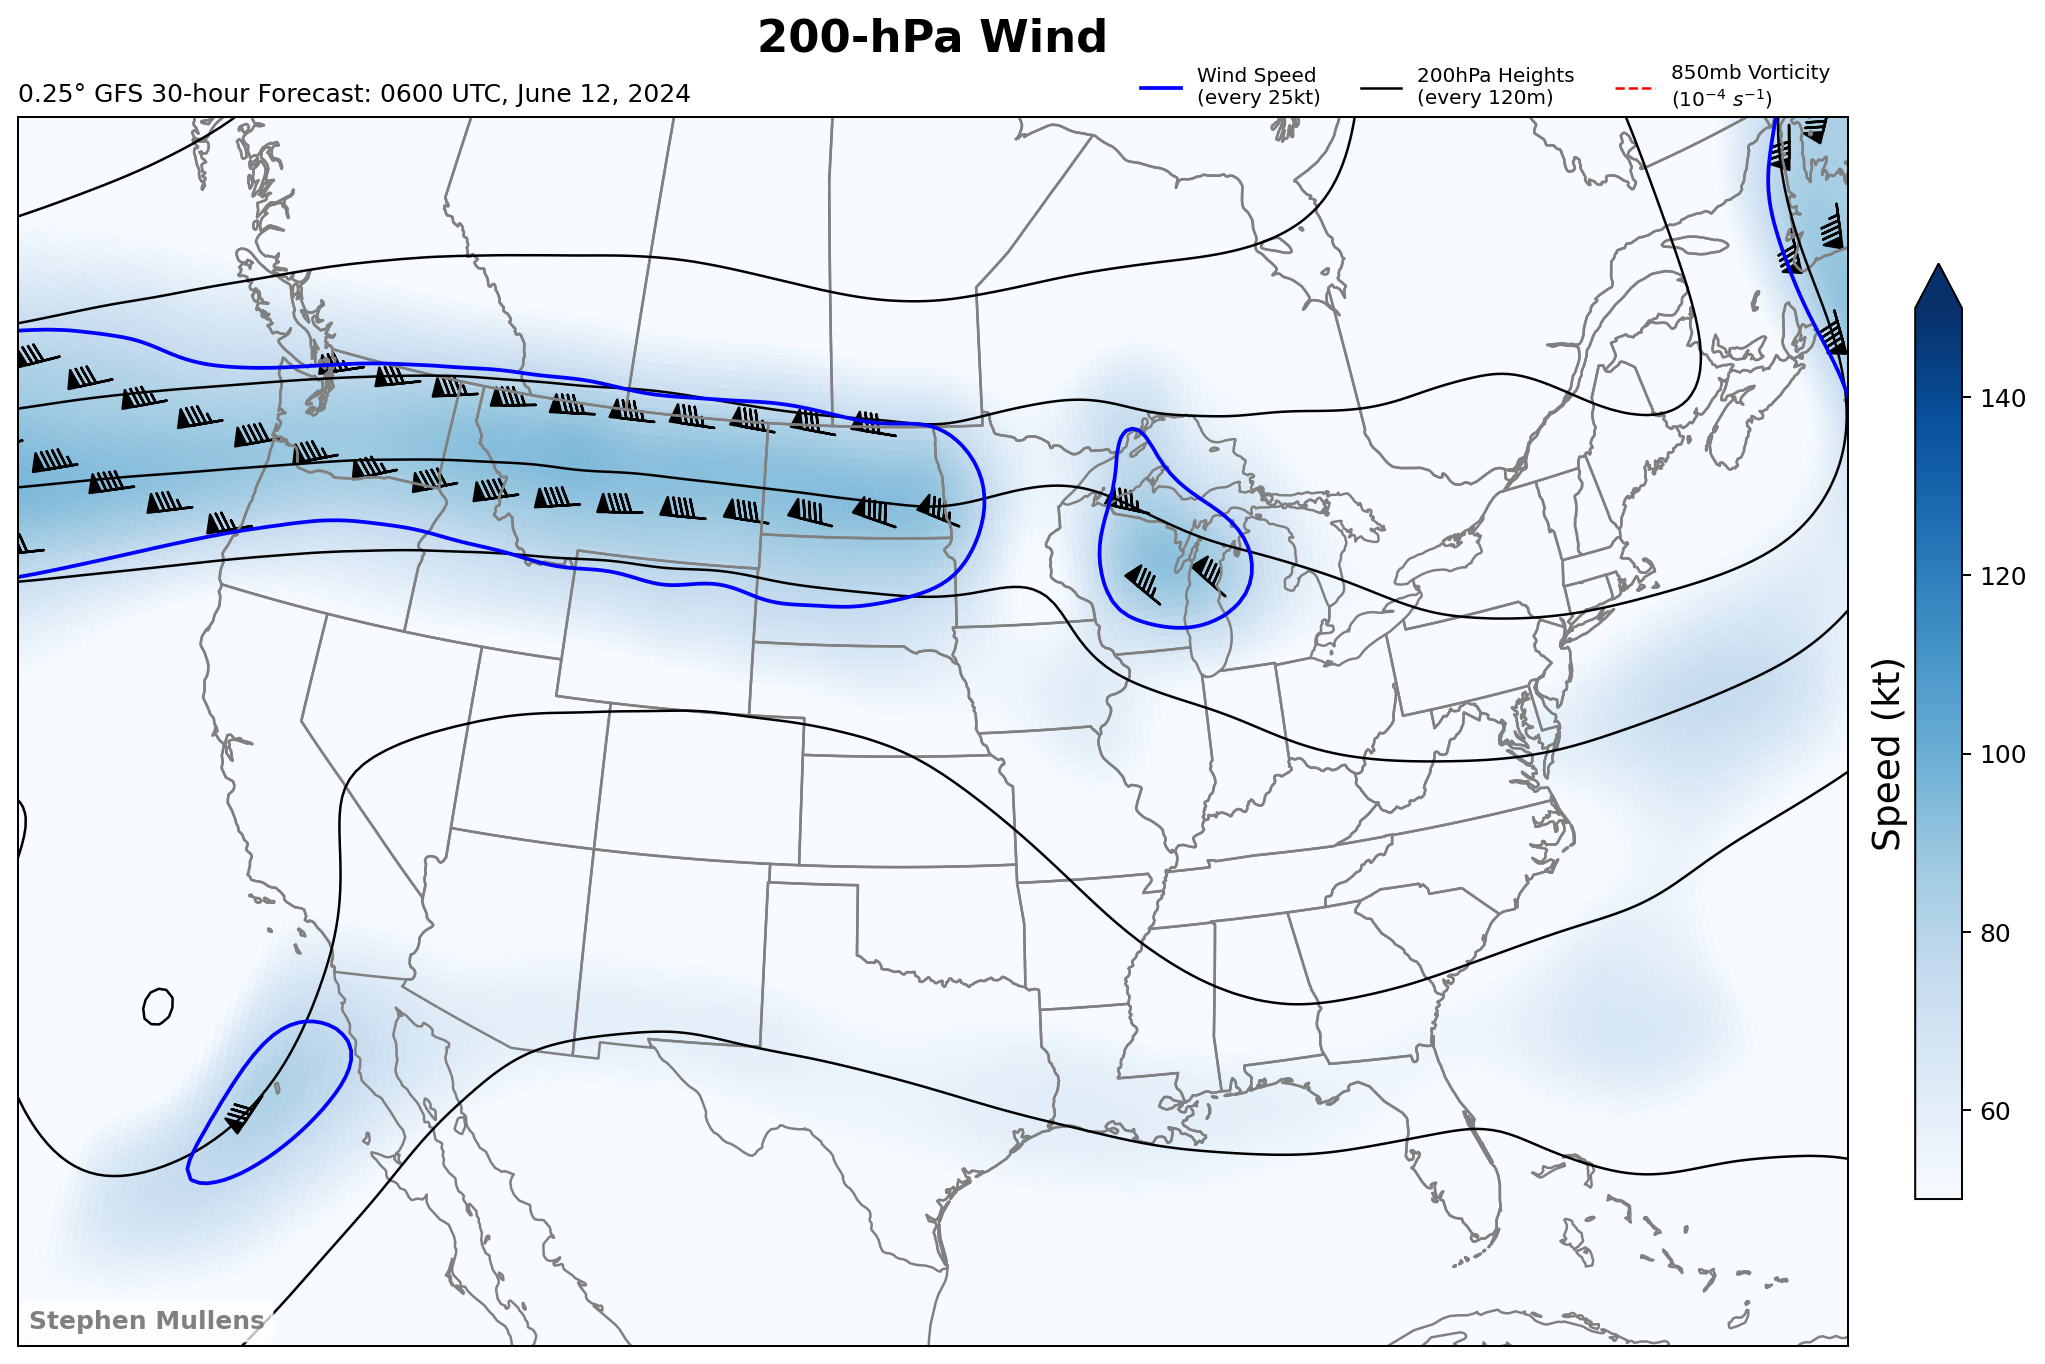 200-hPa Wind
0.25° GFS 30-hour Forecast: 0600 UTC, June 12, 2024
Wind Speed
(every 25kt)
200hPa Heights
(every 120m)
850mb Vorticity
(10⁻⁴ s⁻¹)
140
120
100
80
60
Speed (kt)
Stephen Mullens